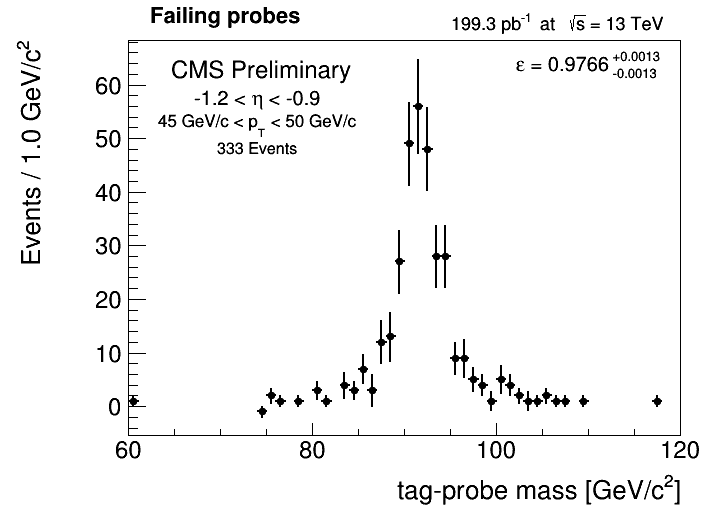 Failing probes
199.3 pb⁻¹ at √s = 13 TeV
CMS Preliminary
-1.2 < η < -0.9
45 GeV/c < p_T < 50 GeV/c
333 Events
ε = 0.9766 +0.0013 -0.0013
Events / 1.0 GeV/c²
60
50
40
30
20
10
0
60 80 100 120
tag-probe mass [GeV/c²]